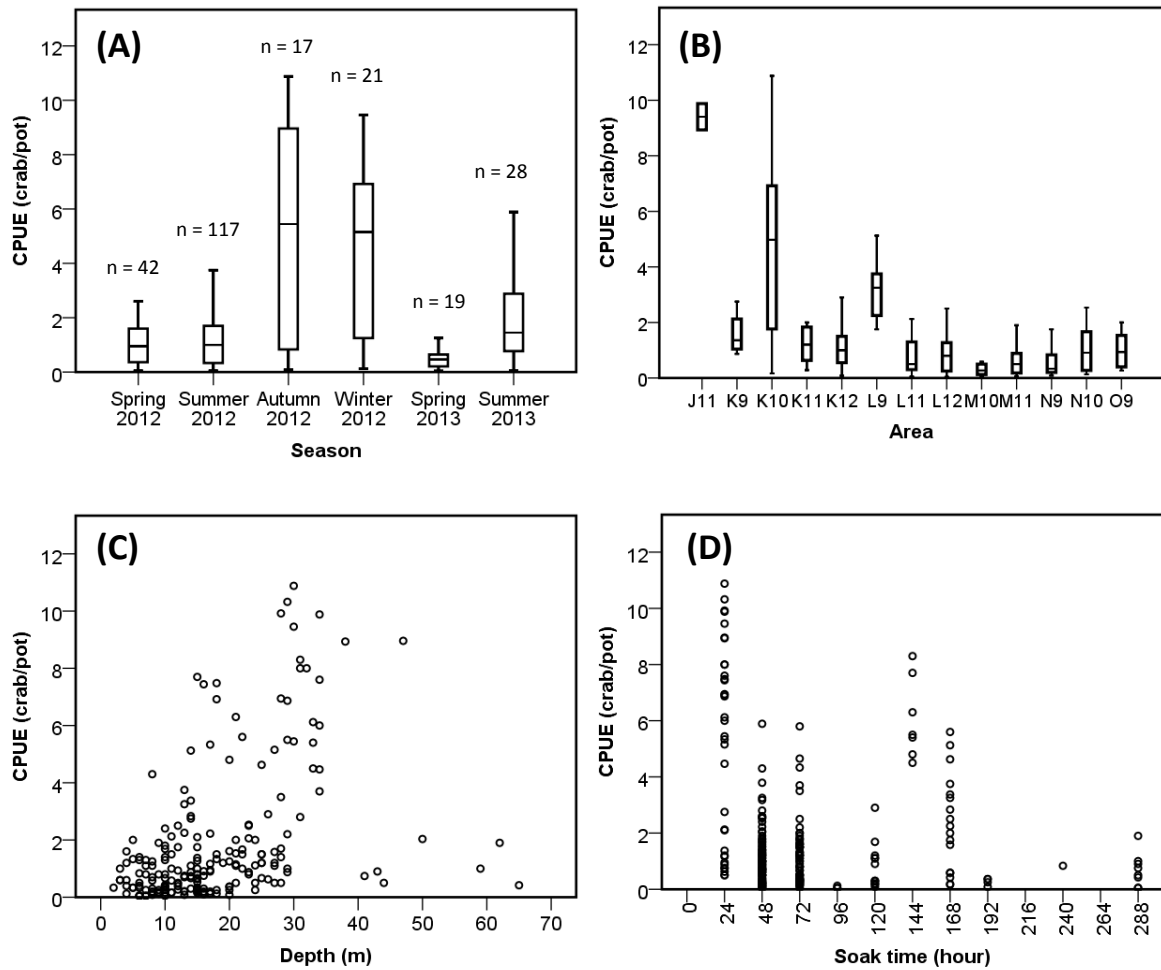 (A)
n = 17
n = 21
n = 28
n = 117
n = 42
n = 19
CPUE (crab/pot)
12
10
8
6
4
2
0
Spring Summer Autumn Winter Spring Summer
2012 2012 2012 2012 2013 2013
Season
(B)
CPUE (crab/pot)
12
10
8
6
4
2
0
J11 K9 K10 K11 K12 L9 L11 L12 M10 M11 N9 N10 O9
Area
(C)
CPUE (crab/pot)
12
10
8
6
4
2
0
0 10 20 30 40 50 60 70
Depth (m)
(D)
CPUE (crab/pot)
12
10
8
6
4
2
0
0 24 48 72 96 120 144 168 192 216 240 264 288
Soak time (hour)